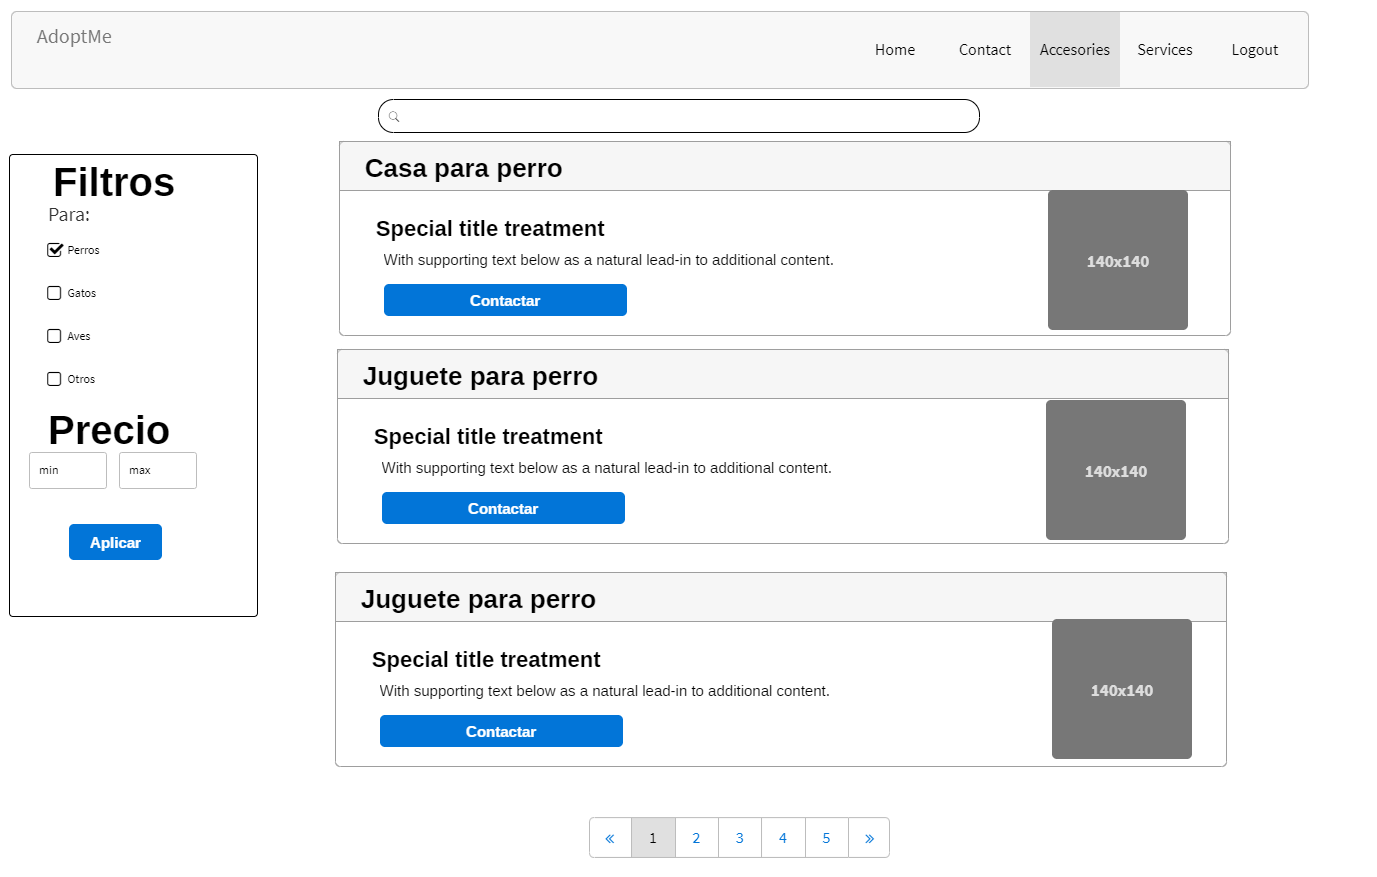 AdoptMe
Home Contact Accesories Services Logout
Filtros
Para:
Perros
Gatos
Aves
Otros
Precio
min max
Aplicar
Casa para perro
Special title treatment
With supporting text below as a natural lead-in to additional content.
Contactar
140x140
Juguete para perro
Special title treatment
With supporting text below as a natural lead-in to additional content.
Contactar
140x140
Juguete para perro
Special title treatment
With supporting text below as a natural lead-in to additional content.
Contactar
140x140
« 1 2 3 4 5 »